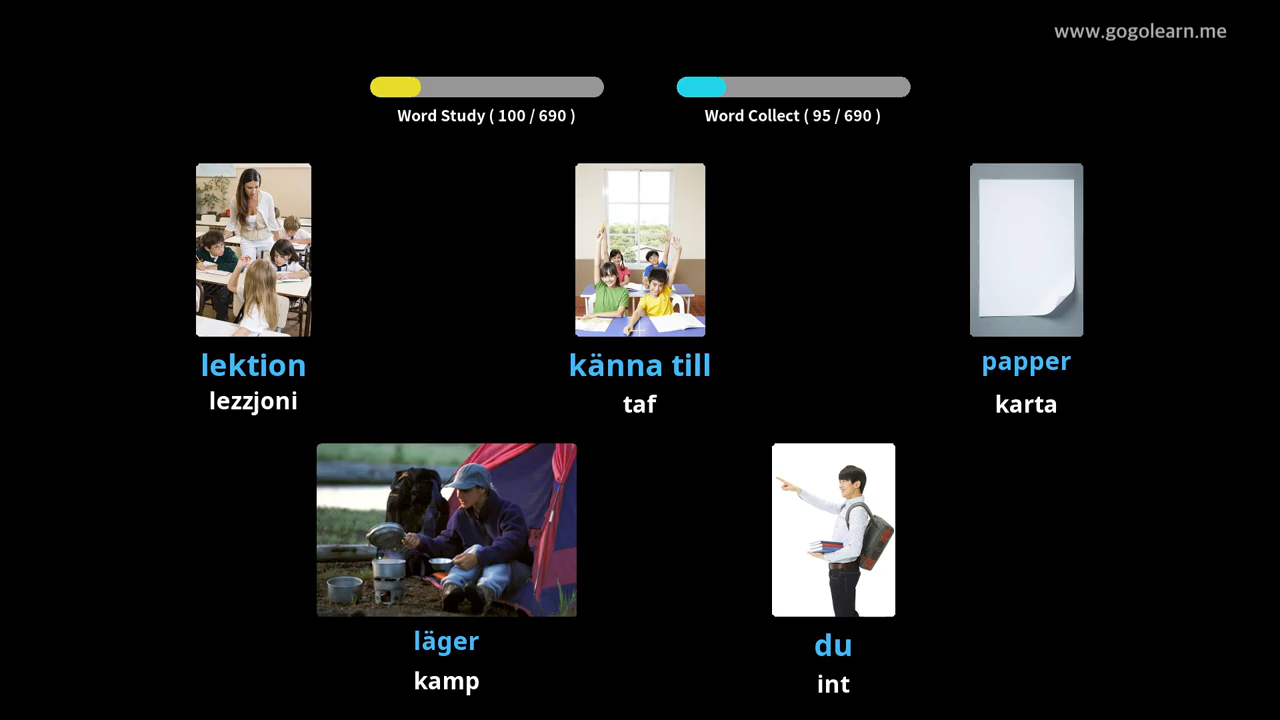 www.gogolearn.me
Word Study ( 100 / 690 )
Word Collect ( 95 / 690 )
lektion
lezzjoni
känna till
taf
papper
karta
läger
kamp
du
int